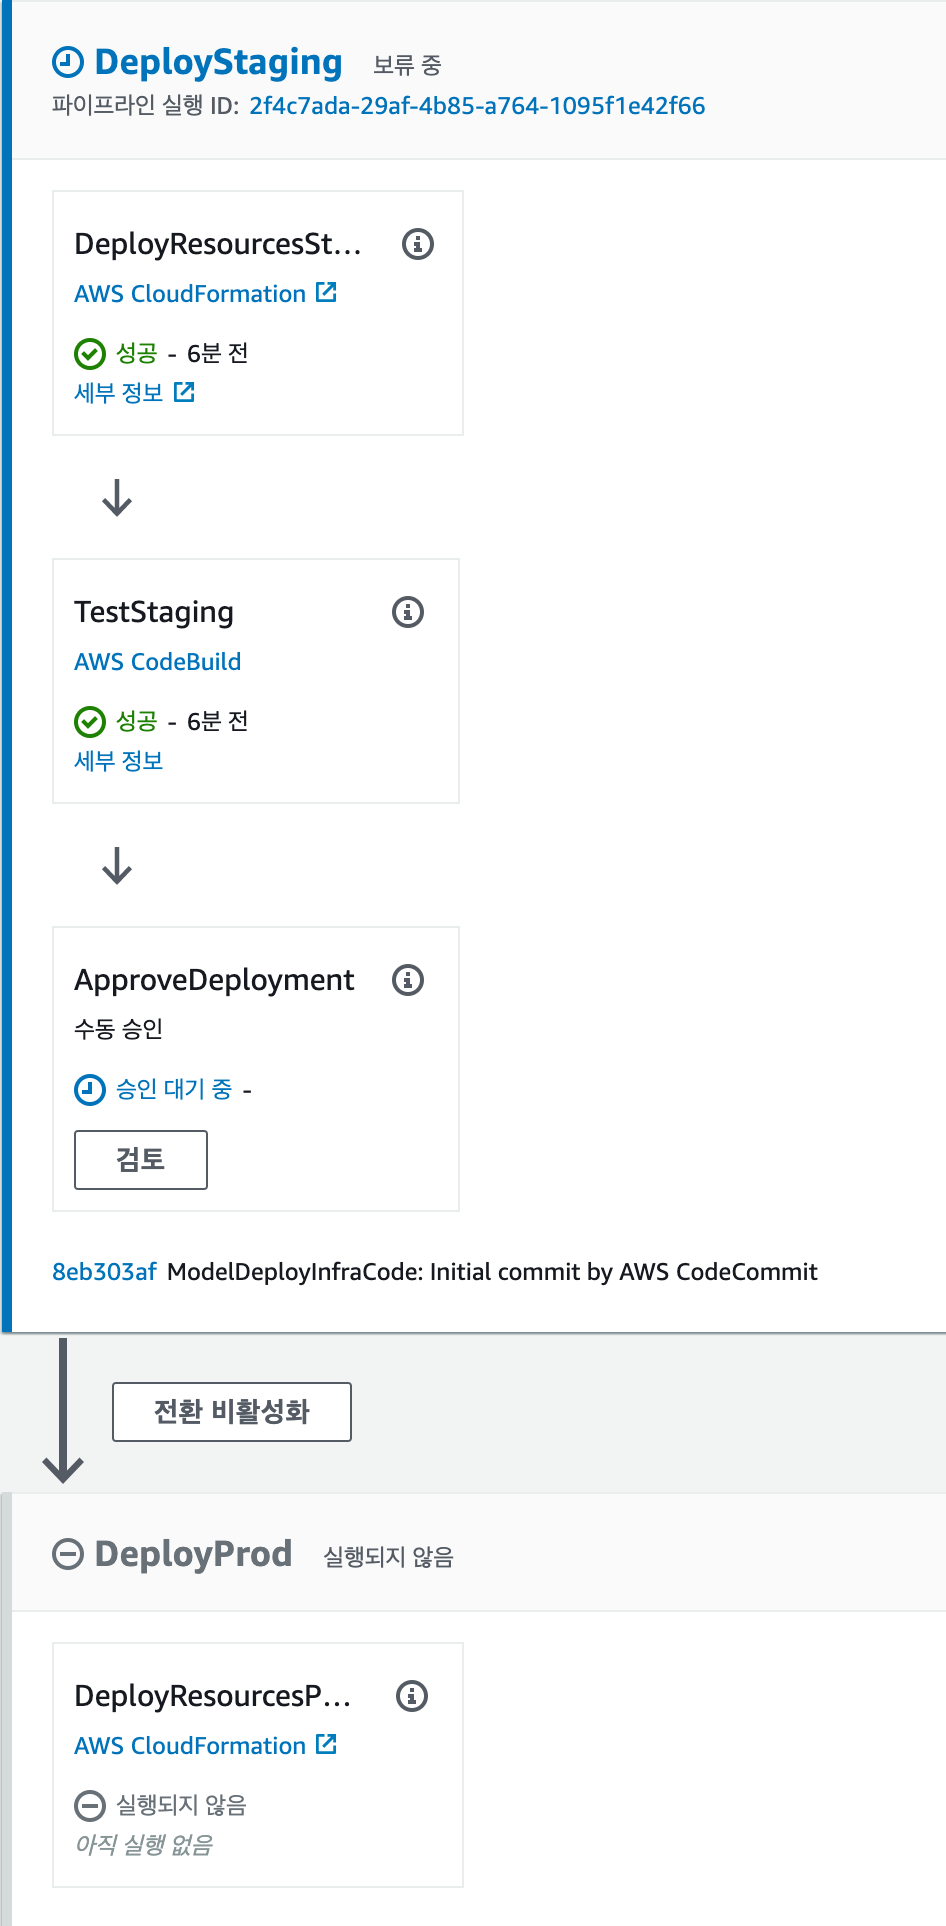 DeployStaging 보류 중
파이프라인 실행 ID: 2f4c7ada-29af-4b85-a764-1095f1e42f66
DeployResourcesSt...
AWS CloudFormation
성공 - 6분 전
세부 정보
TestStaging
AWS CodeBuild
성공 - 6분 전
세부 정보
ApproveDeployment
수동 승인
승인 대기 중 -
검토
8eb303af ModelDeployInfraCode: Initial commit by AWS CodeCommit
전환 비활성화
DeployProd 실행되지 않음
DeployResourcesP...
AWS CloudFormation
실행되지 않음
아직 실행 없음